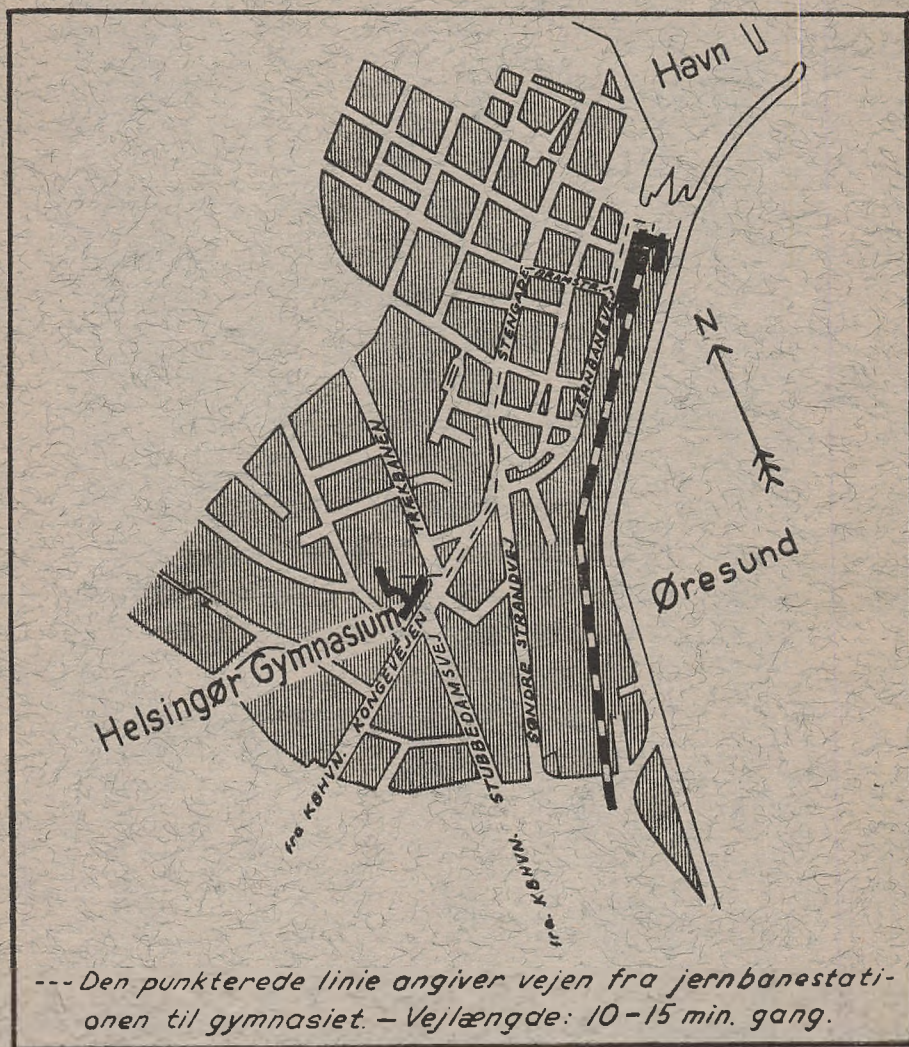 Havn
N
BRAMSTR.
STENGADE
JERNBANEVEJ
TRÆKBANEN
Øresund
Helsingør Gymnasium
fra KBHVN. KONGEVEJEN
STUBBEDAMSVEJ
SØNDRE STRANDVEJ
fra. KBHVN.
--- Den punkterede linie angiver vejen fra jernbanestati-
onen til gymnasiet. — Vejlængde: 10-15 min. gang.